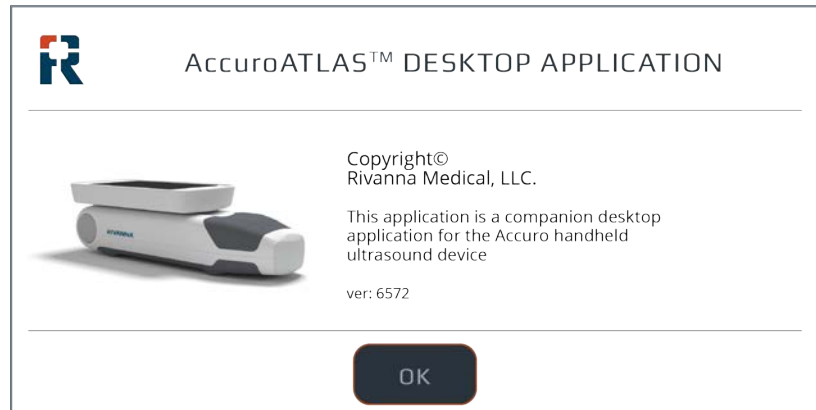 AccuroATLAS™ DESKTOP APPLICATION
Copyright©
Rivanna Medical, LLC.
This application is a companion desktop
application for the Accuro handheld
ultrasound device
RIVANNA
ver: 6572
OK